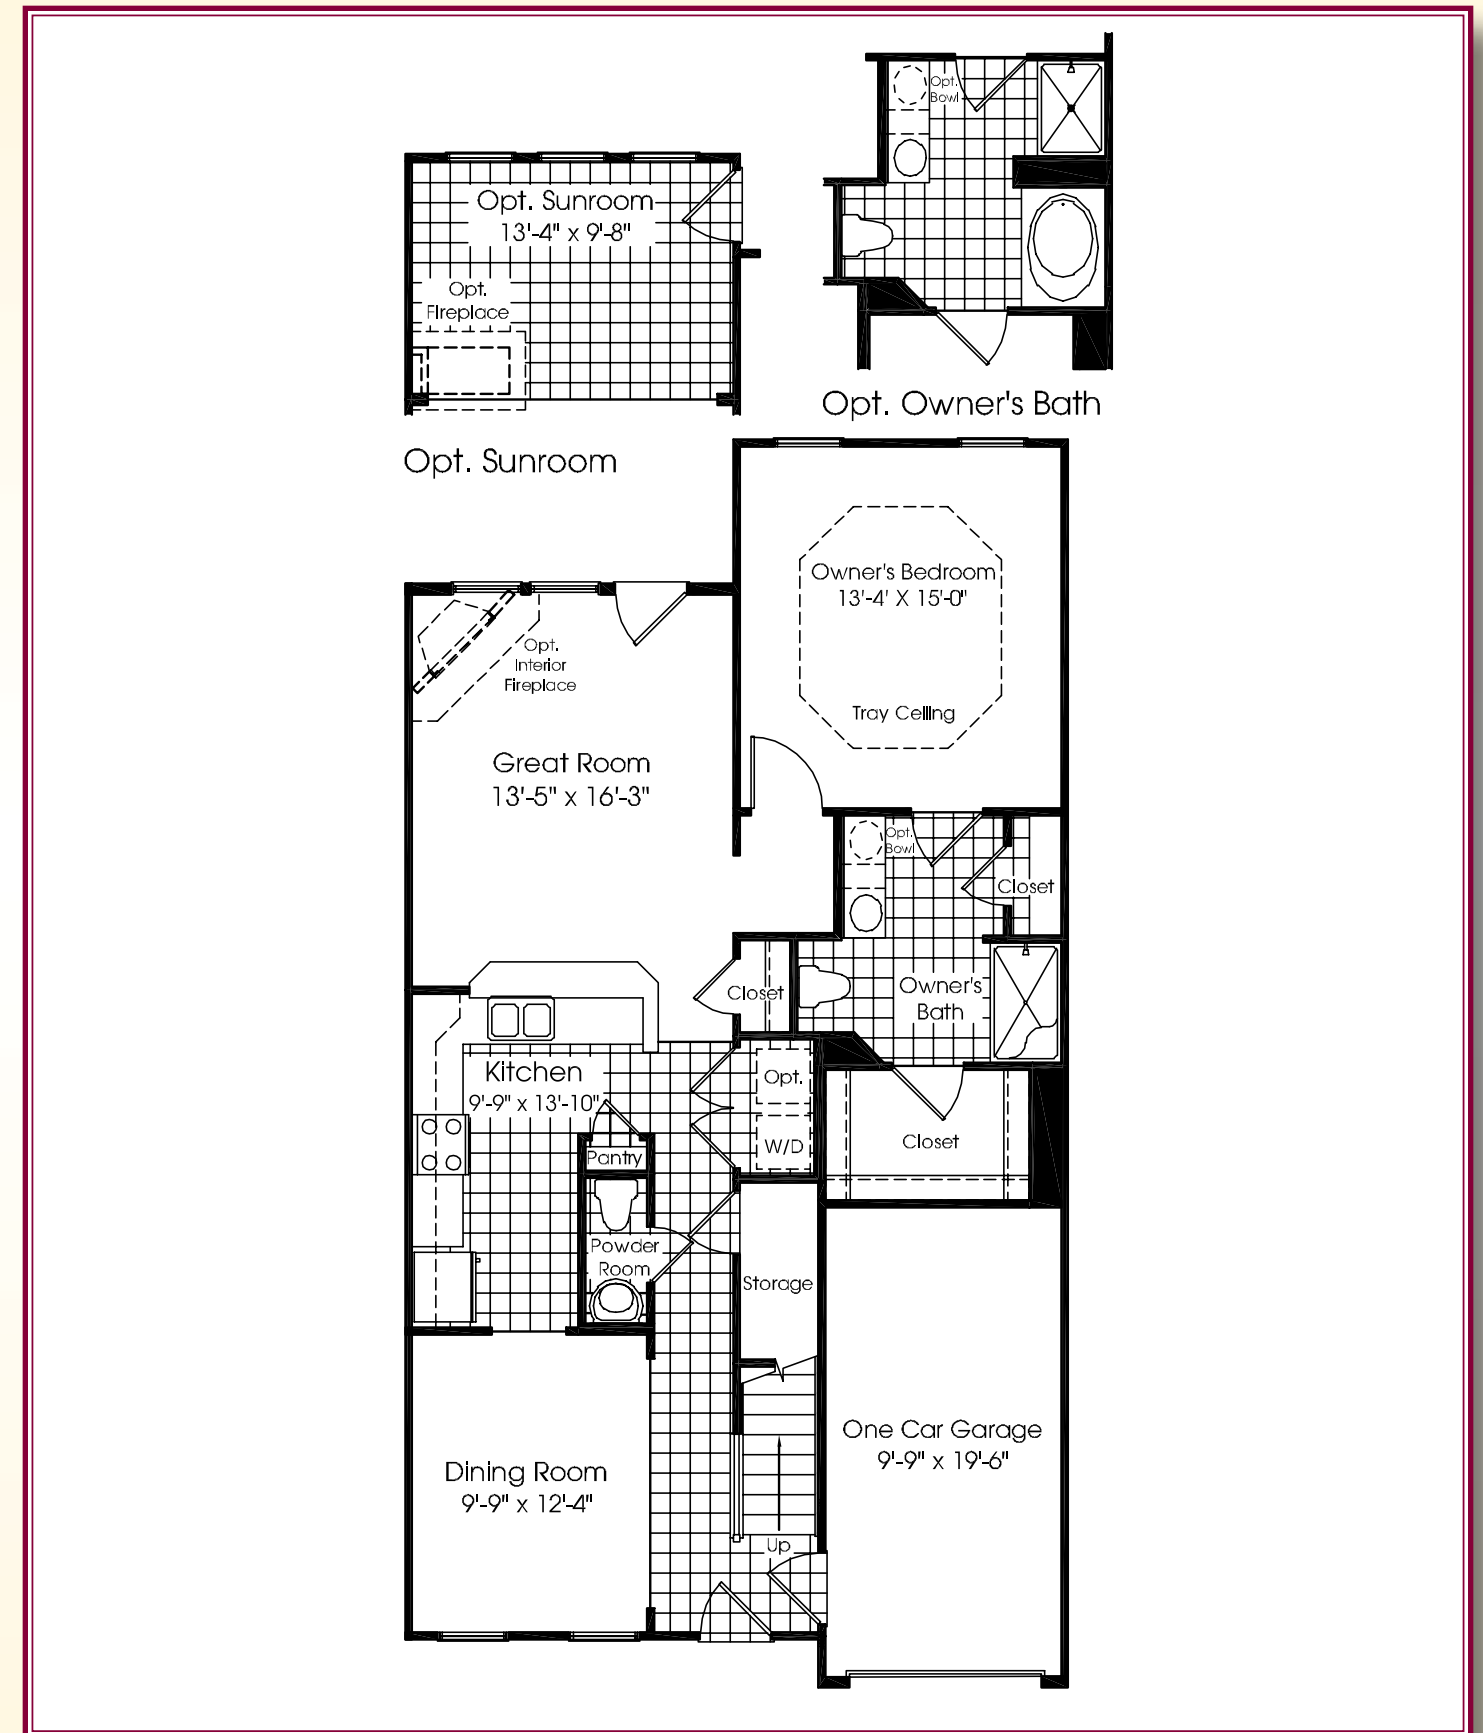 Opt.
Bowl
Opt. Sunroom
13'-4" x 9'-8"
Opt.
Fireplace
Opt. Owner's Bath
Opt. Sunroom
Owner's Bedroom
13'-4' X 15'-0"
Tray Ceiling
Opt.
Interior
Fireplace
Great Room
13'-5" x 16'-3"
Opt.
Bowl
Closet
Closet
Owner's
Bath
Kitchen
9'-9" x 13'-10"
Opt.
W/D
Pantry
Closet
Powder
Room
Storage
One Car Garage
9'-9" x 19'-6"
Dining Room
9'-9" x 12'-4"
Up